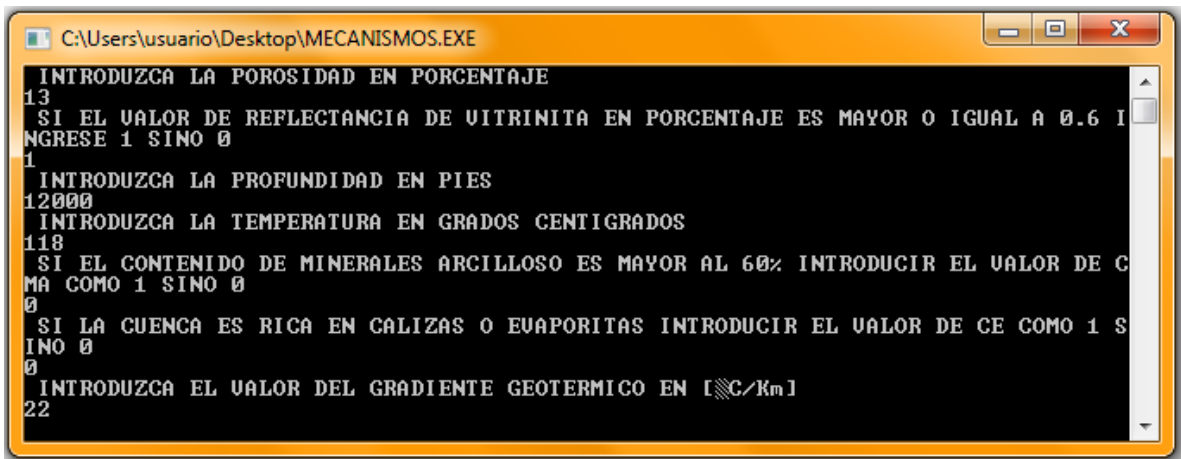 C:\Users\usuario\Desktop\MECANISMOS.EXE
INTRODUZCA LA POROSIDAD EN PORCENTAJE
13
SI EL VALOR DE REFLECTANCIA DE VITRINITA EN PORCENTAJE ES MAYOR O IGUAL A 0.6 I
NGRESE 1 SINO 0
1
INTRODUZCA LA PROFUNDIDAD EN PIES
12000
INTRODUZCA LA TEMPERATURA EN GRADOS CENTIGRADOS
118
SI EL CONTENIDO DE MINERALES ARCILLOSO ES MAYOR AL 60% INTRODUCIR EL VALOR DE C
MA COMO 1 SINO 0
0
SI LA CUENCA ES RICA EN CALIZAS O EVAPORITAS INTRODUCIR EL VALOR DE CE COMO 1 S
INO 0
0
INTRODUZCA EL VALOR DEL GRADIENTE GEOTERMICO EN [░C/Km]
22